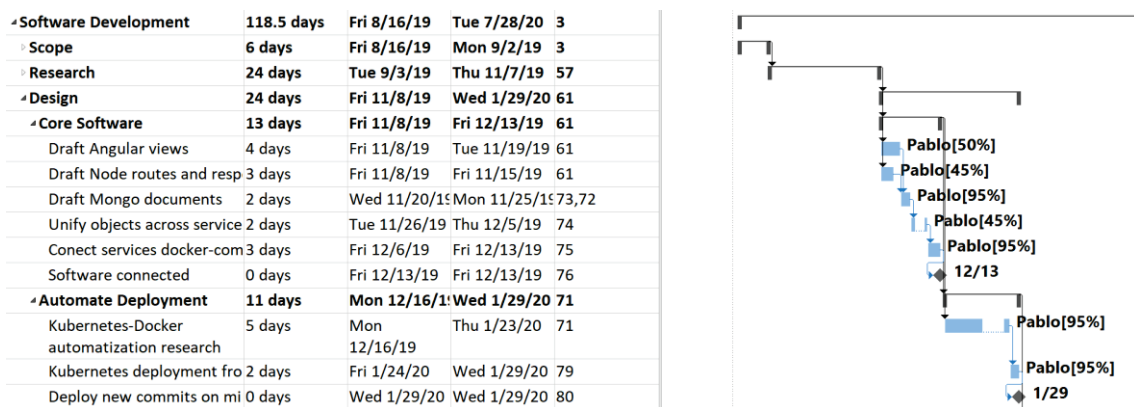 Software Development 118.5 days Fri 8/16/19 Tue 7/28/20 3
Scope 6 days Fri 8/16/19 Mon 9/2/19 3
Research 24 days Tue 9/3/19 Thu 11/7/19 57
Design 24 days Fri 11/8/19 Wed 1/29/20 61
Core Software 13 days Fri 11/8/19 Fri 12/13/19 61
Draft Angular views 4 days Fri 11/8/19 Tue 11/19/19 61 Pablo[50%]
Draft Node routes and resp 3 days Fri 11/8/19 Fri 11/15/19 61 Pablo[45%]
Draft Mongo documents 2 days Wed 11/20/19 Mon 11/25/19 73,72 Pablo[95%]
Unify objects across service 2 days Tue 11/26/19 Thu 12/5/19 74 Pablo[45%]
Conect services docker-com 3 days Fri 12/6/19 Fri 12/13/19 75 Pablo[95%]
Software connected 0 days Fri 12/13/19 Fri 12/13/19 76 12/13
Automate Deployment 11 days Mon 12/16/1 Wed 1/29/20 71
Kubernetes-Docker 5 days Mon Thu 1/23/20 71 Pablo[95%]
automatization research 12/16/19
Kubernetes deployment fro 2 days Fri 1/24/20 Wed 1/29/20 79 Pablo[95%]
Deploy new commits on mi 0 days Wed 1/29/20 Wed 1/29/20 80 1/29